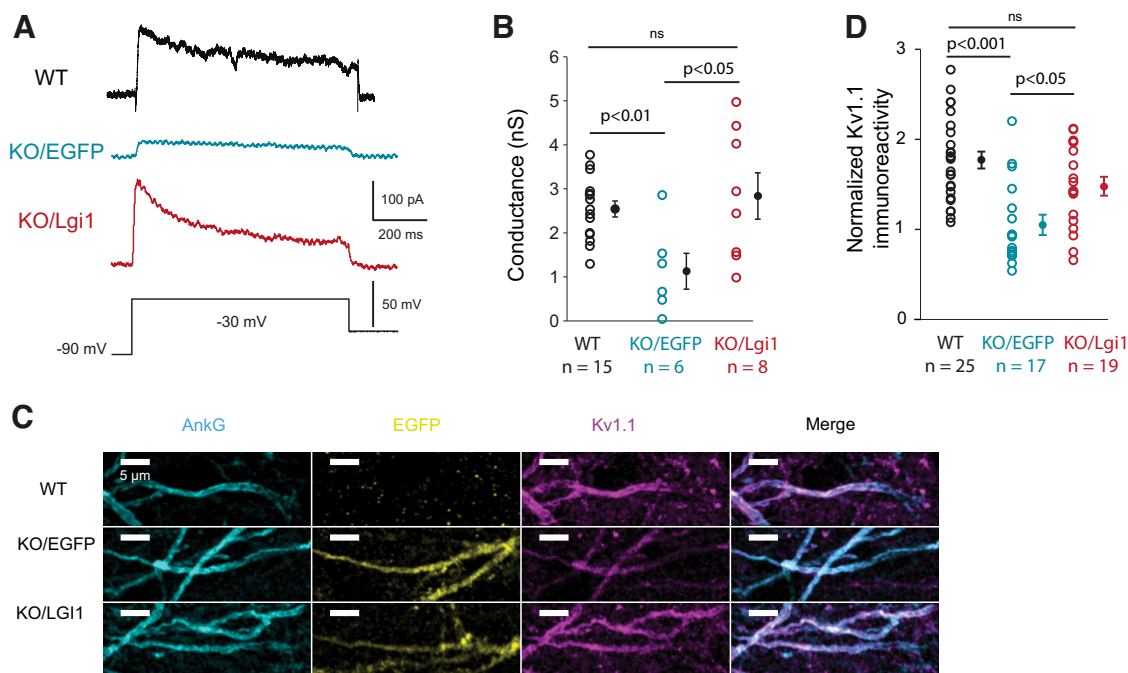 A
WT
KO/EGFP
KO/Lgi1
100 pA
200 ms
50 mV
-30 mV
-90 mV
B
ns
p<0.05
p<0.01
Conductance (nS)
6
5
4
3
2
1
0
WT
n = 15
KO/EGFP
n = 6
KO/Lgi1
n = 8
D
ns
p<0.001
p<0.05
Normalized Kv1.1
immunoreactivity
3
2
1
0
WT
n = 25
KO/EGFP
n = 17
KO/Lgi1
n = 19
C
AnkG
EGFP
Kv1.1
Merge
5 μm
WT
KO/EGFP
KO/LGI1